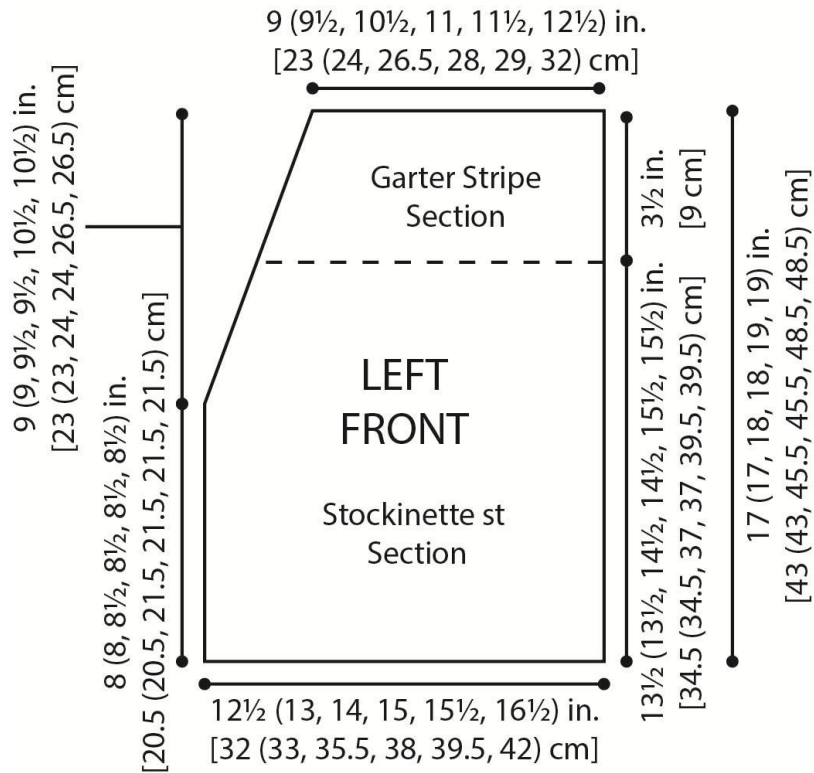 9 (9½, 10½, 11, 11½, 12½) in.
[23 (24, 26.5, 28, 29, 32) cm]
9 (9, 9½, 9½, 10½, 10½) in.
[23 (23, 24, 24, 26.5, 26.5) cm]
8 (8, 8½, 8½, 8½, 8½) in.
[20.5 (20.5, 21.5, 21.5, 21.5, 21.5) cm]
Garter Stripe
Section
LEFT
FRONT
Stockinette st
Section
3½ in.
[9 cm]
13½ (13½, 14½, 14½, 15½, 15½) in.
[34.5 (34.5, 37, 37, 39.5, 39.5) cm]
17 (17, 18, 18, 19, 19) in.
[43 (43, 45.5, 45.5, 48.5, 48.5) cm]
12½ (13, 14, 15, 15½, 16½) in.
[32 (33, 35.5, 38, 39.5, 42) cm]